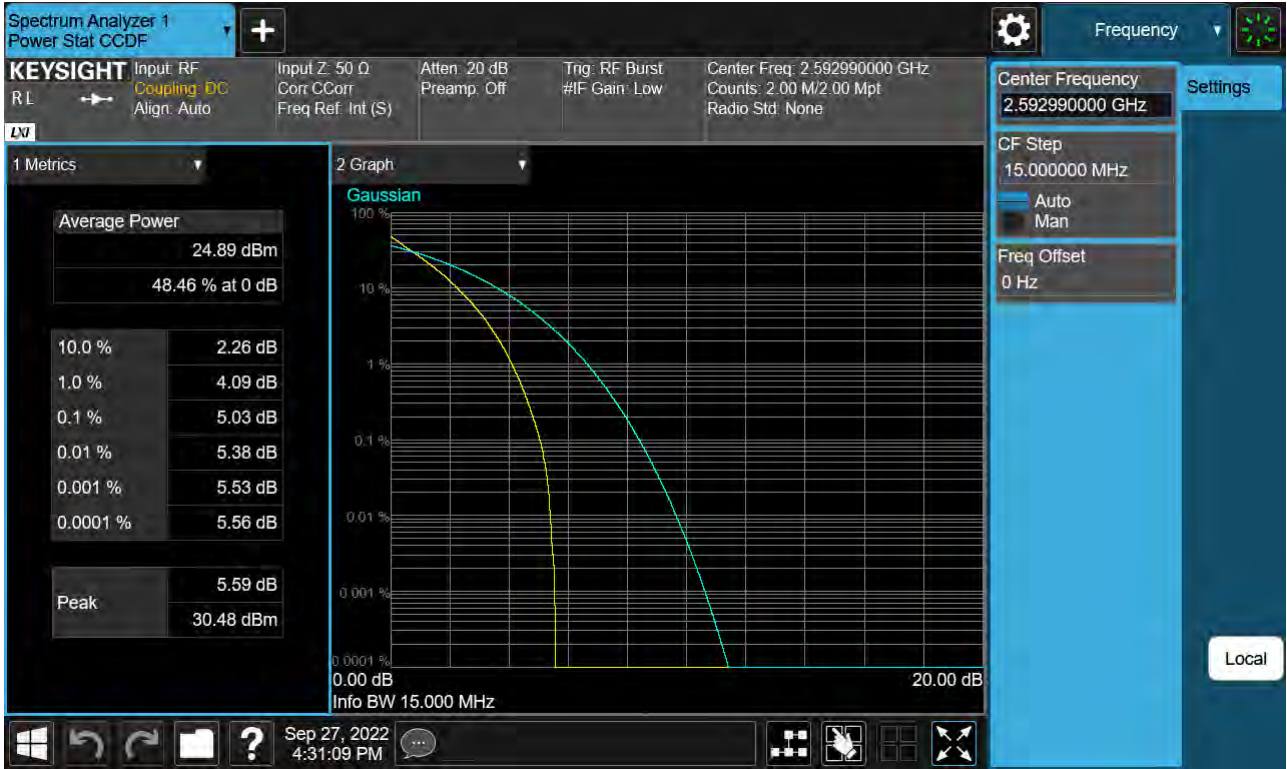 Spectrum Analyzer 1
Power Stat CCDF
+
Frequency
KEYSIGHT
R L
LXI
Input: RF
Coupling: DC
Align: Auto
Input Z: 50 Ω
Corr CCorr
Freq Ref: Int (S)
Atten: 20 dB
Preamp: Off
Trig: RF Burst
#IF Gain: Low
Center Freq: 2.592990000 GHz
Counts: 2.00 M/2.00 Mpt
Radio Std: None
Center Frequency
2.592990000 GHz
Settings
CF Step
15.000000 MHz
Auto
Man
Freq Offset
0 Hz
Local
1 Metrics
Average Power
24.89 dBm
48.46 % at 0 dB
10.0 % 2.26 dB
1.0 % 4.09 dB
0.1 % 5.03 dB
0.01 % 5.38 dB
0.001 % 5.53 dB
0.0001 % 5.56 dB
Peak
5.59 dB
30.48 dBm
2 Graph
Gaussian
100 %
10 %
1 %
0.1 %
0.01 %
0.001 %
0.0001 %
0.00 dB 20.00 dB
Info BW 15.000 MHz
?
Sep 27, 2022
4:31:09 PM